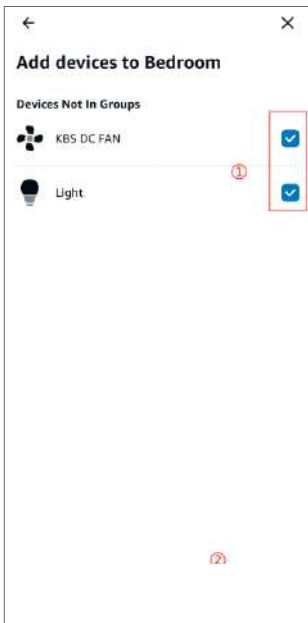 Add devices to Bedroom
Devices Not In Groups
KBS DC FAN
①
Light
②